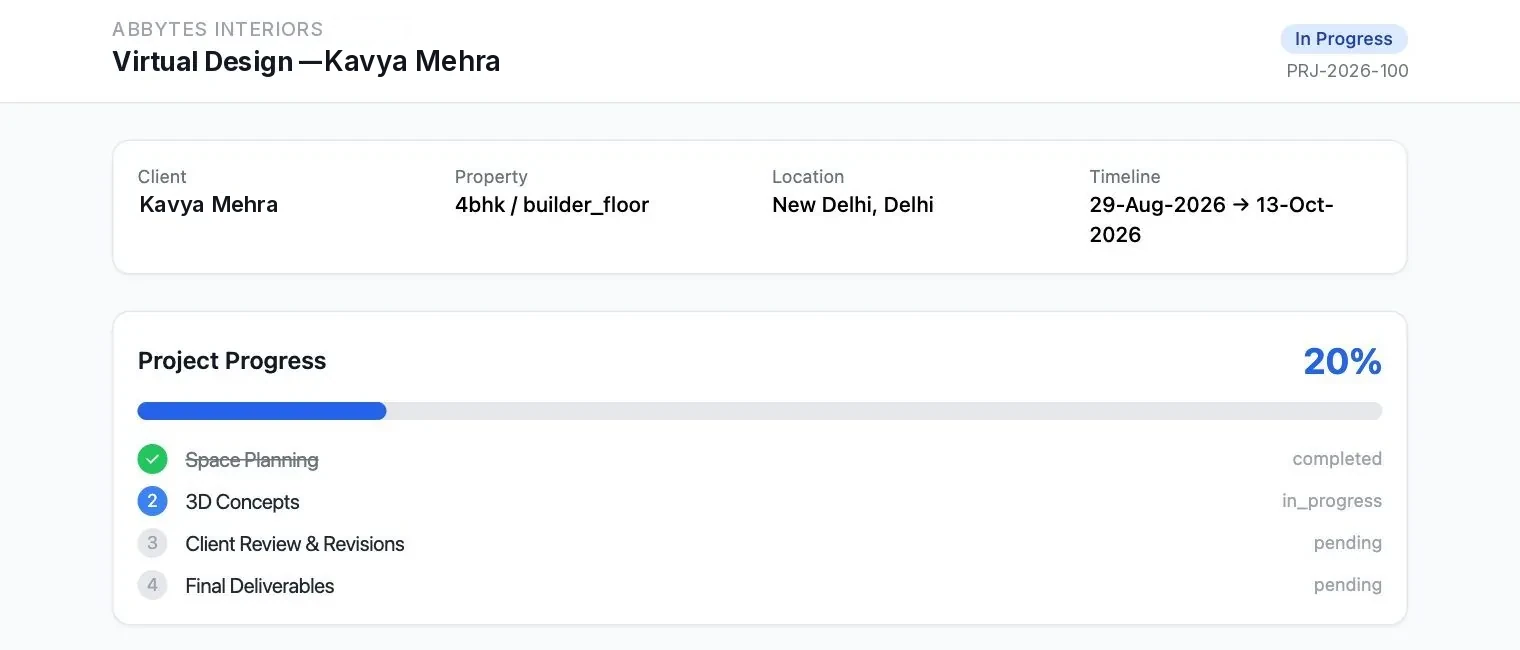 ABBYTES INTERIORS
Virtual Design —Kavya Mehra
In Progress
PRJ-2026-100
Client
Kavya Mehra
Property
4bhk / builder_floor
Location
New Delhi, Delhi
Timeline
29-Aug-2026 → 13-Oct-
2026
Project Progress
20%
Space Planning
completed
2
3D Concepts
in_progress
3
Client Review & Revisions
pending
4
Final Deliverables
pending